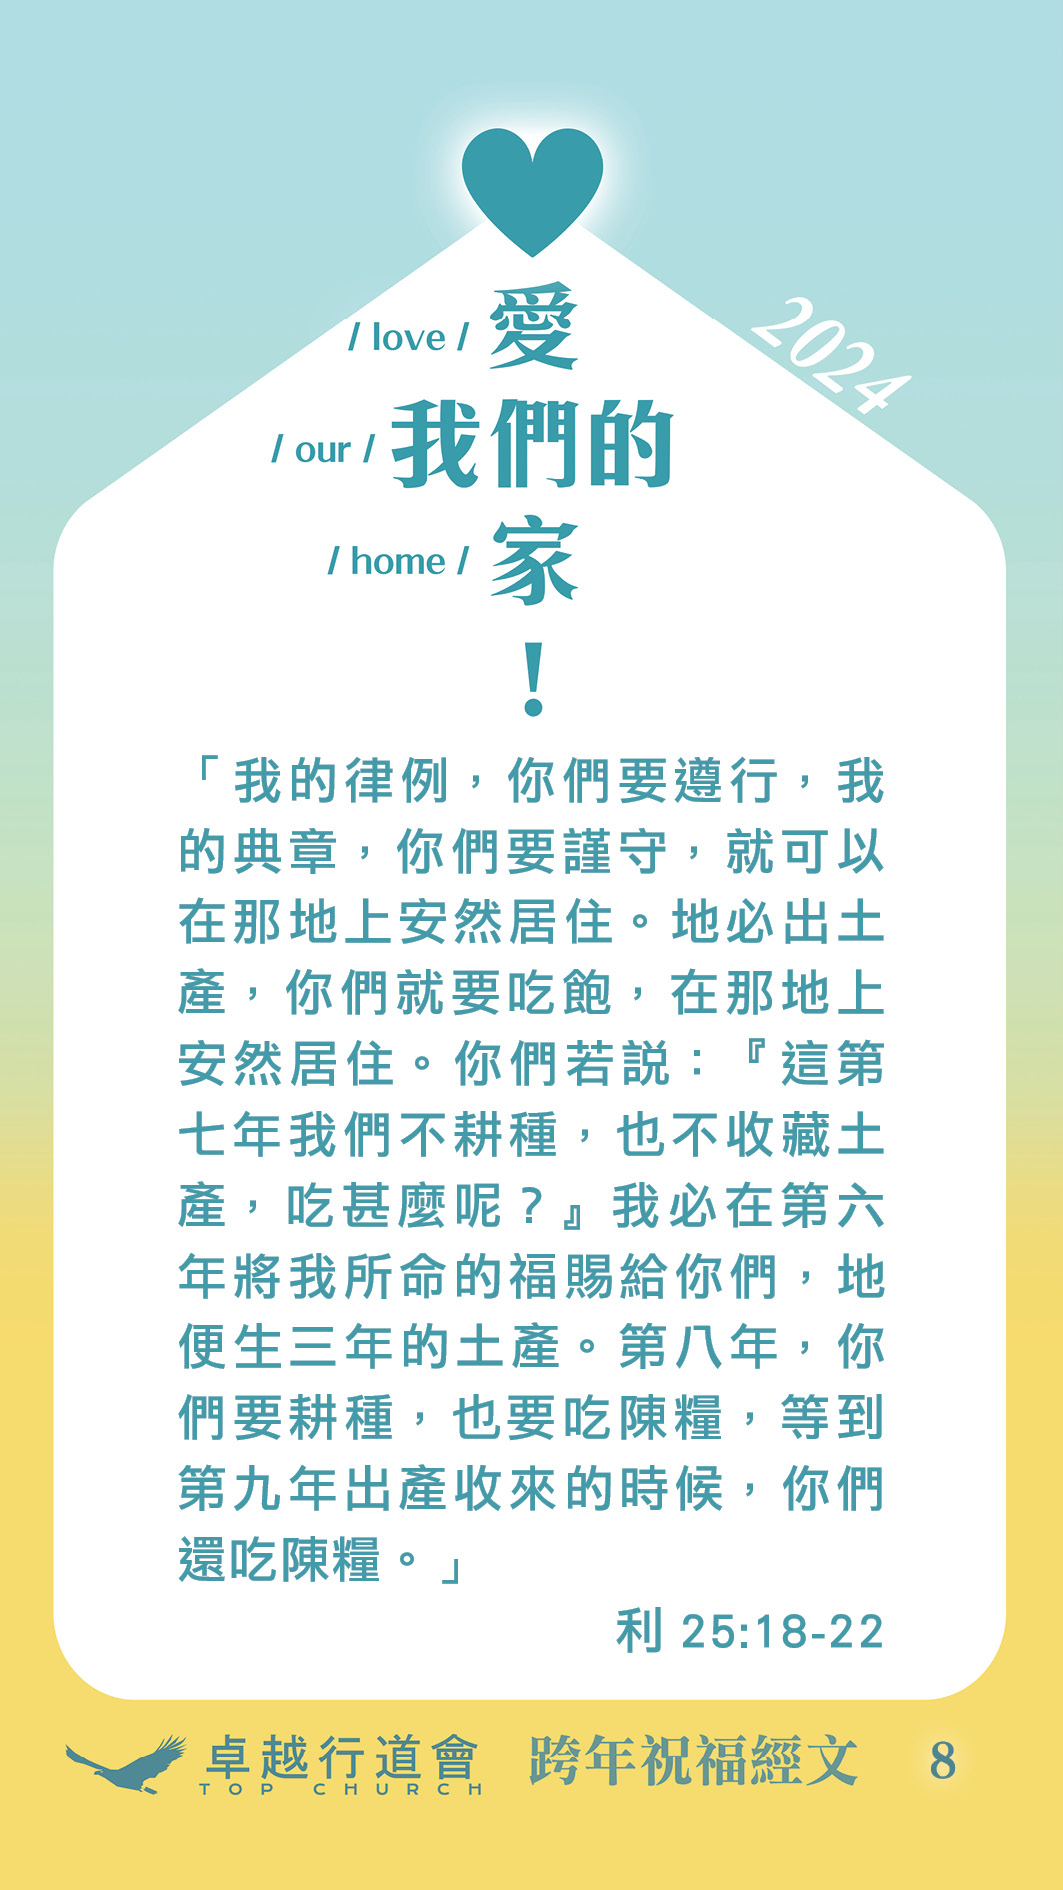 / love / 愛
2024
/ our / 我們的
/ home / 家
！
「我的律例，你們要遵行，我
的典章，你們要謹守，就可以
在那地上安然居住。地必出土
產，你們就要吃飽，在那地上
安然居住。你們若説：『這第
七年我們不耕種，也不收藏土
產，吃甚麼呢？』我必在第六
年將我所命的福賜給你們，地
便生三年的土產。第八年，你
們要耕種，也要吃陳糧，等到
第九年出產收來的時候，你們
還吃陳糧。」
利 25:18-22
卓越行道會 跨年祝福經文 8
TOP CHURCH